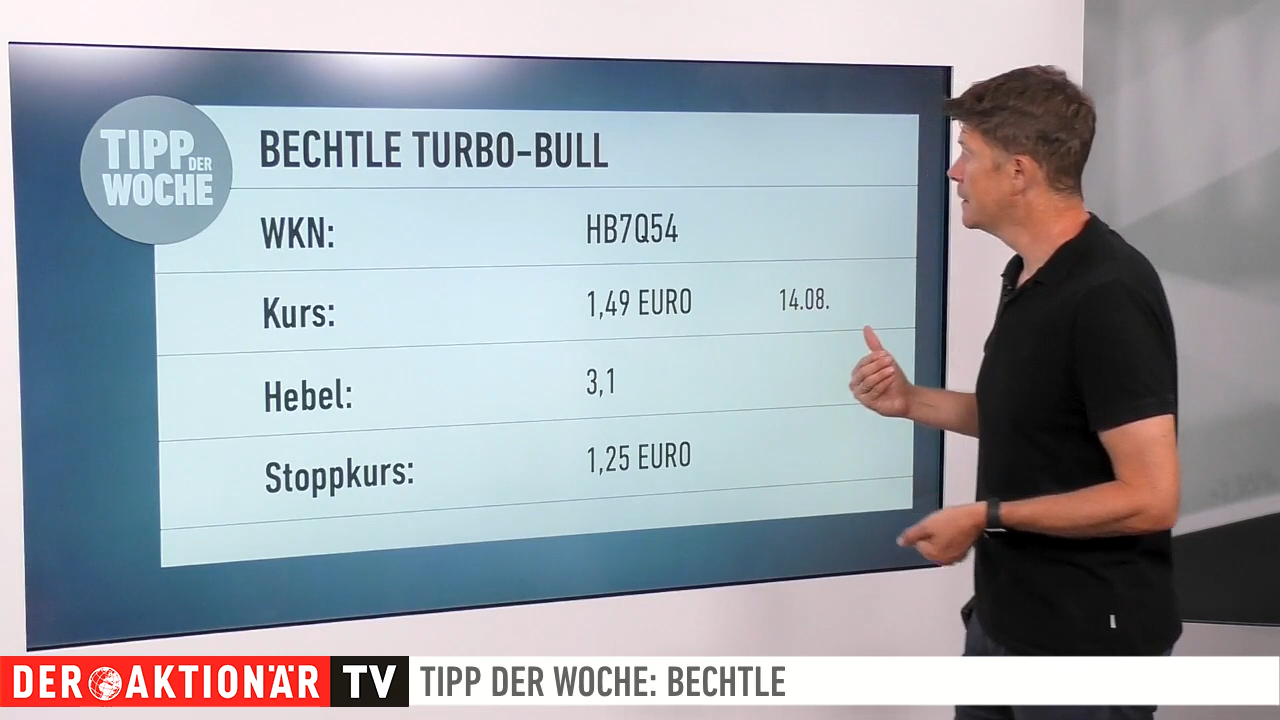 TIPP DER WOCHE
BECHTLE TURBO-BULL
WKN: HB7Q54
Kurs: 1,49 EURO 14.08.
Hebel: 3,1
Stoppkurs: 1,25 EURO
DER AKTIONÄR TV TIPP DER WOCHE: BECHTLE